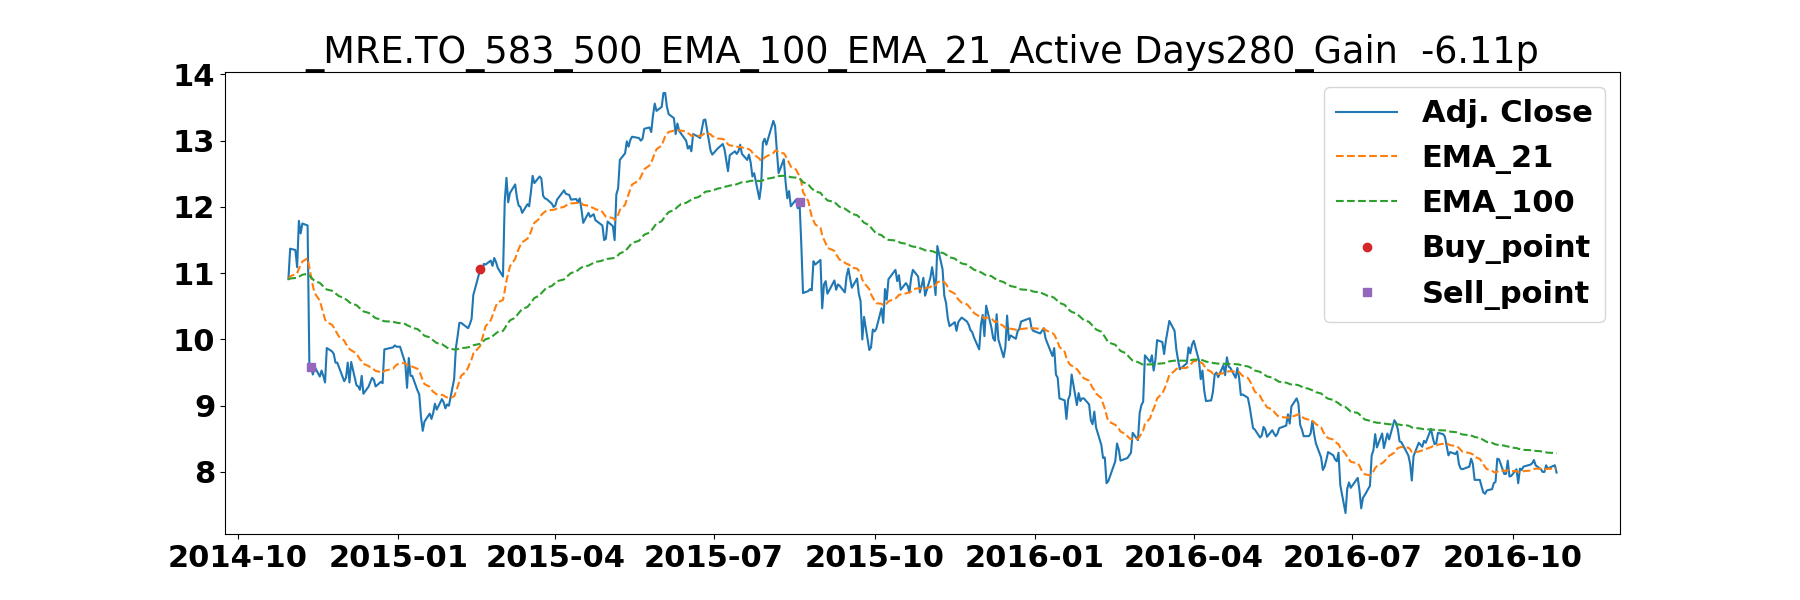 _MRE.TO_583_500_EMA_100_EMA_21_Active Days280_Gain  -6.11p
14
13
12
11
10
9
8
Adj. Close
EMA_21
EMA_100
Buy_point
Sell_point
2014-10 2015-01 2015-04 2015-07 2015-10 2016-01 2016-04 2016-07 2016-10